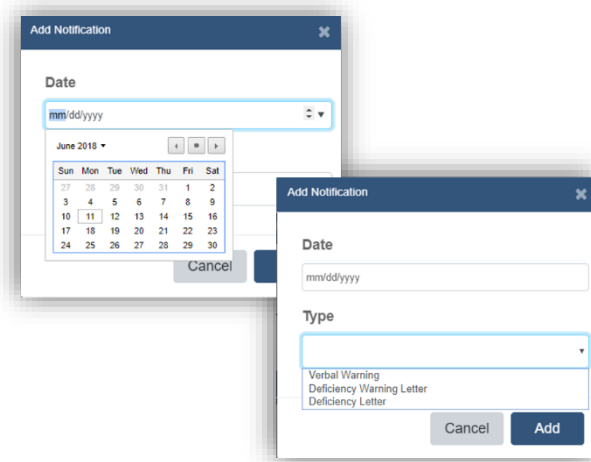 Add Notification
Date
mm/dd/yyyy
June 2018
Sun Mon Tue Wed Thu Fri Sat
27 28 29 30 31 1 2
3 4 5 6 7 8 9
10 11 12 13 14 15 16
17 18 19 20 21 22 23
24 25 26 27 28 29 30
Cancel
Add Notification
Date
mm/dd/yyyy
Type
Verbal Warning
Deficiency Warning Letter
Deficiency Letter
Cancel Add